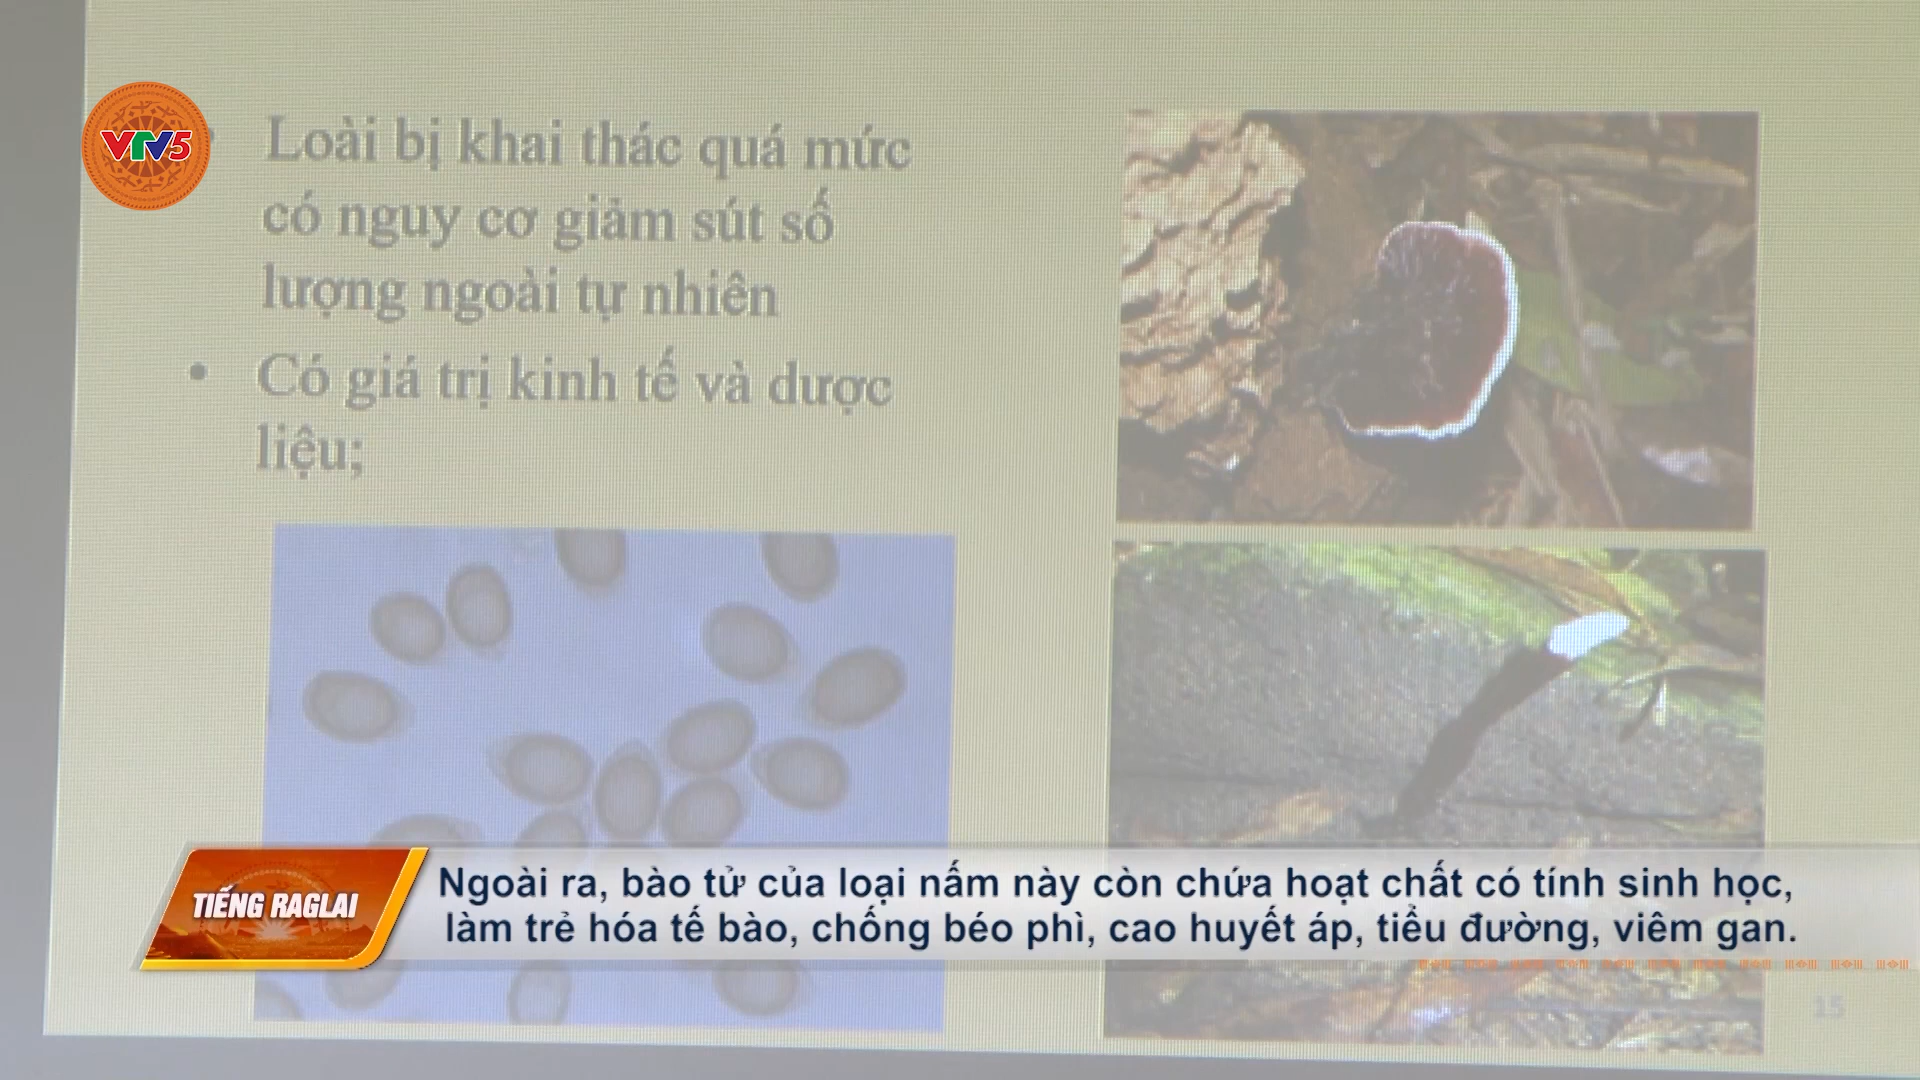 VTV5
Loài bị khai thác quá mức
có nguy cơ giảm sút số
lượng ngoài tự nhiên
• Có giá trị kinh tế và dược
liệu;
TIẾNG RAGLAI
Ngoài ra, bào tử của loại nấm này còn chứa hoạt chất có tính sinh học,
làm trẻ hóa tế bào, chống béo phì, cao huyết áp, tiểu đường, viêm gan.
15